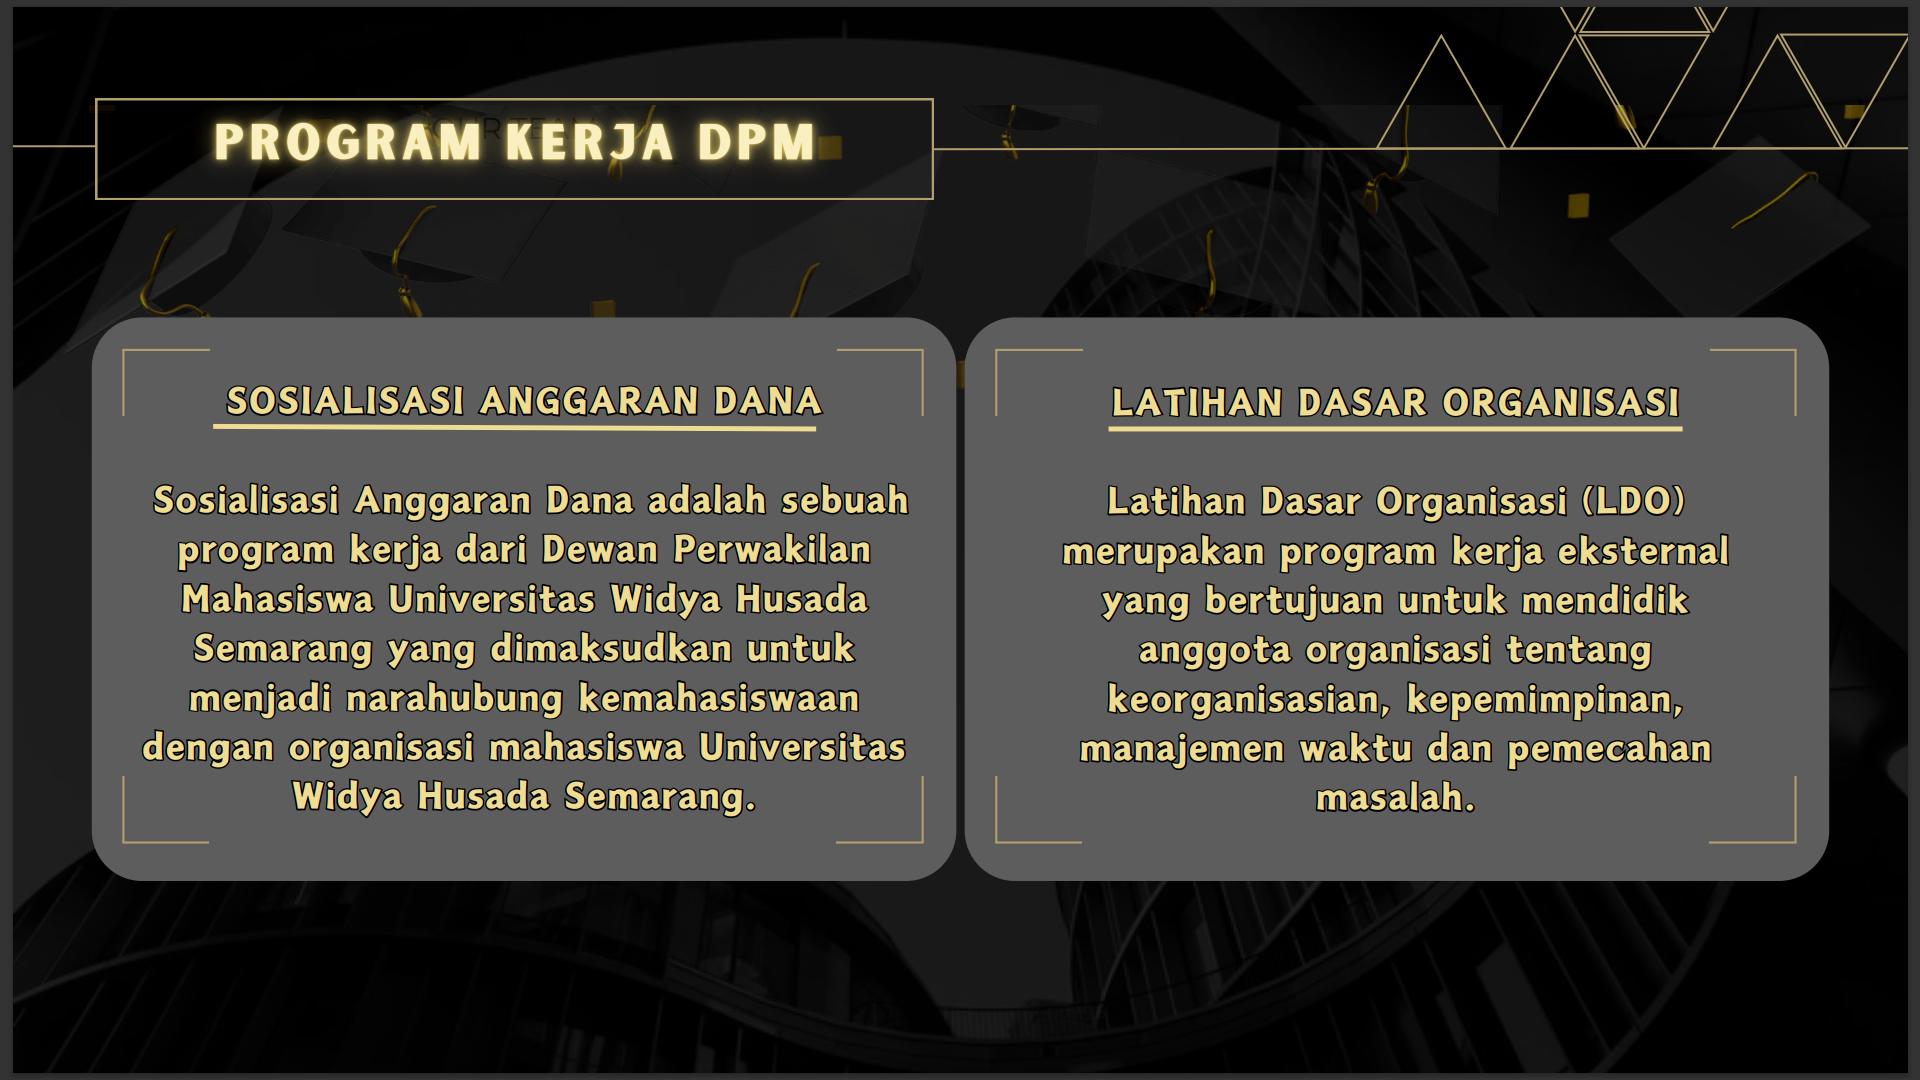 OUR TEAM
PROGRAM KERJA DPM
SOSIALISASI ANGGARAN DANA
Sosialisasi Anggaran Dana adalah sebuah
program kerja dari Dewan Perwakilan
Mahasiswa Universitas Widya Husada
Semarang yang dimaksudkan untuk
menjadi narahubung kemahasiswaan
dengan organisasi mahasiswa Universitas
Widya Husada Semarang.
LATIHAN DASAR ORGANISASI
Latihan Dasar Organisasi (LDO)
merupakan program kerja eksternal
yang bertujuan untuk mendidik
anggota organisasi tentang
keorganisasian, kepemimpinan,
manajemen waktu dan pemecahan
masalah.